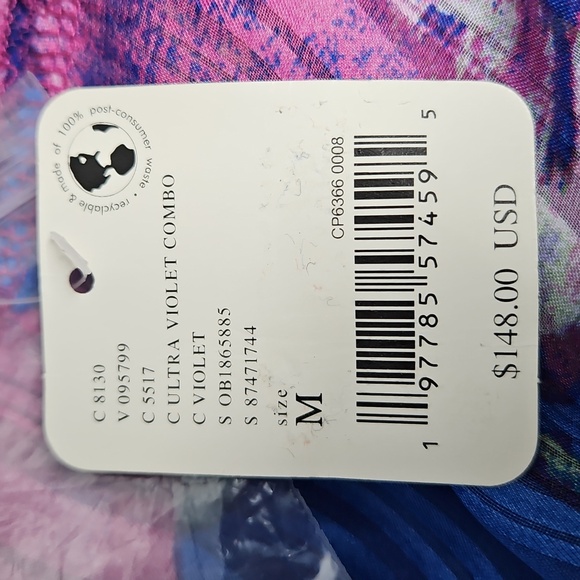 100% post-consumer waste • recyclable & made of
C 8130
V 095799
C 5517
C ULTRA VIOLET COMBO
C VIOLET
S OB1865885
S 87471744
size
M
CP6366 0008
1 97785 57459 5
$148.00 USD